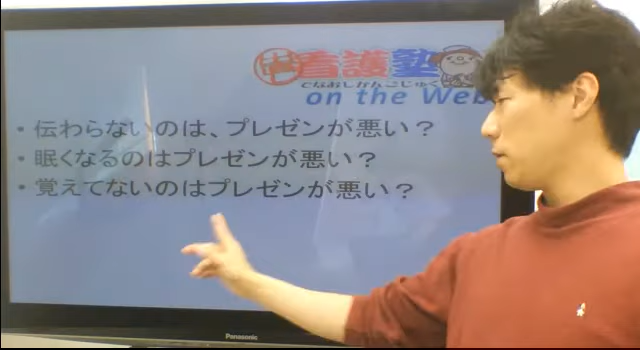 看護塾
on the Web
・伝わらないのは、プレゼンが悪い？
・眠くなるのはプレゼンが悪い？
・覚えてないのはプレゼンが悪い？
Panasonic